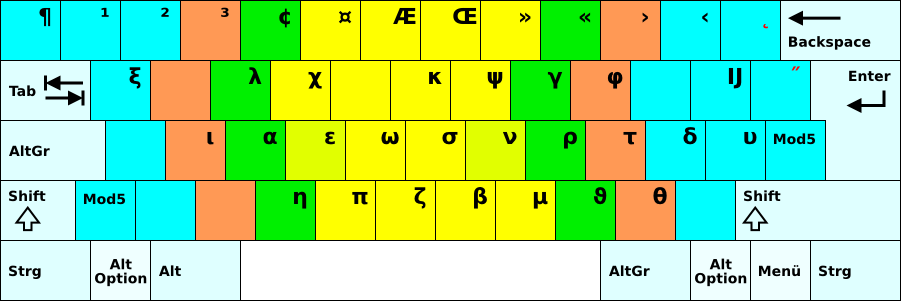 ¶ 1 2 3 ¢ ¤ Æ Œ » « › ‹ ˛ Backspace
Tab ξ λ χ κ ψ γ φ IJ ˝ Enter
AltGr ι α ε ω σ ν ρ τ δ υ Mod5
Shift Mod5 η π ζ β μ ϑ θ Shift
Strg Alt Option Alt AltGr Alt Option Menü Strg